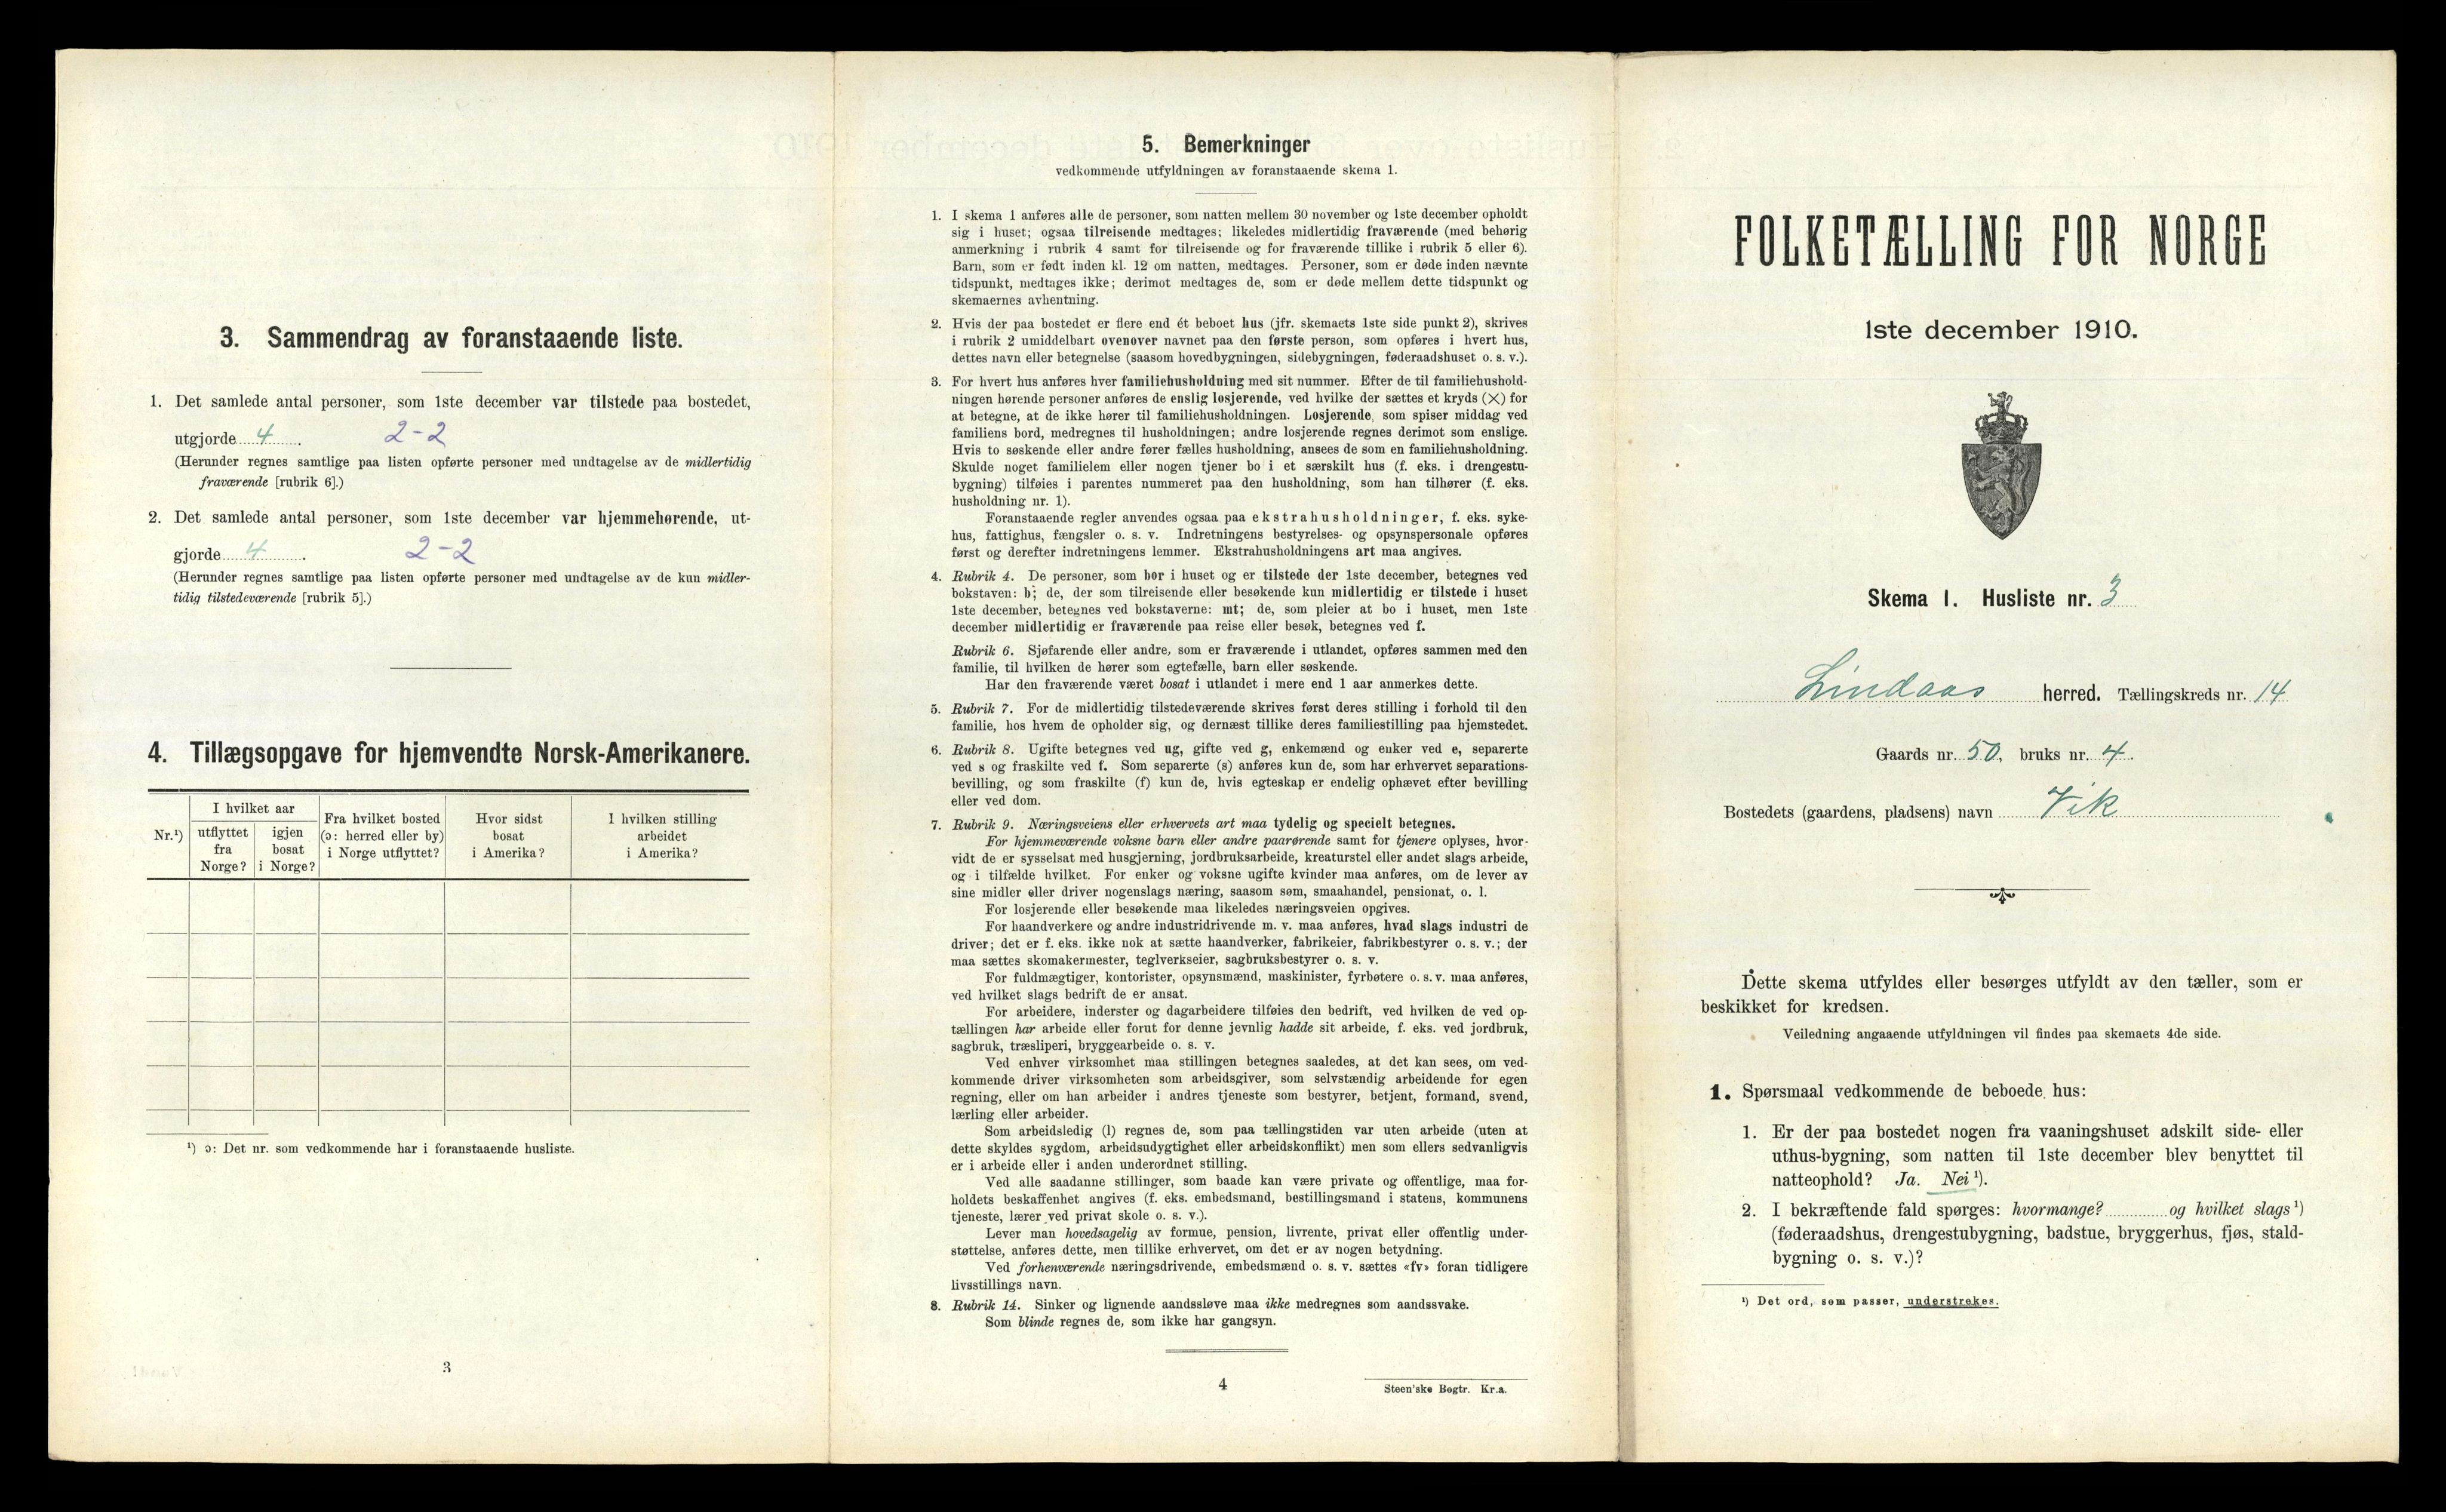 3. Sammendrag av foranstaaende liste.
1. Det samlede antal personer, som 1ste december var tilstede paa bostedet,
utgjorde 4 . 2-2
(Herunder regnes samtlige paa listen opførte personer med undtagelse av de midlertidig
fraværende [rubrik 6].)
2. Det samlede antal personer, som 1ste december var hjemmehørende, ut-
gjorde 4 . 2-2
(Herunder regnes samtlige paa listen opførte personer med undtagelse av de kun midler-
tidig tilstedeværende [rubrik 5].)
4. Tillægsopgave for hjemvendte Norsk-Amerikanere.
Nr.¹)
I hvilket aar
utflyttet
fra
Norge?
igjen
bosat
i Norge?
Fra hvilket bosted
(ɔ: herred eller by)
i Norge utflyttet?
Hvor sidst
bosat
i Amerika?
I hvilken stilling
arbeidet
i Amerika?
¹) ɔ: Det nr. som vedkommende har i foranstaaende husliste.
3
5. Bemerkninger
vedkommende utfyldningen av foranstaaende skema 1.
1. I skema 1 anføres alle de personer, som natten mellem 30 november og 1ste december opholdt
sig i huset; ogsaa tilreisende medtages; likeledes midlertidig fraværende (med behørig
anmerkning i rubrik 4 samt for tilreisende og for fraværende tillike i rubrik 5 eller 6).
Barn, som er født inden kl. 12 om natten, medtages. Personer, som er døde inden nævnte
tidspunkt, medtages ikke; derimot medtages de, som er døde mellem dette tidspunkt og
skemaernes avhentning.
2. Hvis der paa bostedet er flere end ét beboet hus (jfr. skemaets 1ste side punkt 2), skrives
i rubrik 2 umiddelbart ovenover navnet paa den første person, som opføres i hvert hus,
dettes navn eller betegnelse (saasom hovedbygningen, sidebygningen, føderaadshuset o. s. v.).
3. For hvert hus anføres hver familiehusholdning med sit nummer. Efter de til familiehushold-
ningen hørende personer anføres de enslig losjerende, ved hvilke der sættes et kryds (✕) for
at betegne, at de ikke hører til familiehusholdningen. Losjerende, som spiser middag ved
familiens bord, medregnes til husholdningen; andre losjerende regnes derimot som enslige.
Hvis to søskende eller andre fører fælles husholdning, ansees de som en familiehusholdning.
Skulde noget familielem eller nogen tjener bo i et særskilt hus (f. eks. i drengestu-
bygning) tilføies i parentes nummeret paa den husholdning, som han tilhører (f. eks.
husholdning nr. 1).
Foranstaaende regler anvendes ogsaa paa ekstrahusholdninger, f. eks. syke-
hus, fattighus, fængsler o. s. v. Indretningens bestyrelses- og opsynspersonale opføres
først og derefter indretningens lemmer. Ekstrahusholdningens art maa angives.
4. Rubrik 4. De personer, som bor i huset og er tilstede der 1ste december, betegnes ved
bokstaven: b; de, der som tilreisende eller besøkende kun midlertidig er tilstede i huset
1ste december, betegnes ved bokstaverne: mt; de, som pleier at bo i huset, men 1ste
december midlertidig er fraværende paa reise eller besøk, betegnes ved f.
Rubrik 6. Sjøfarende eller andre, som er fraværende i utlandet, opføres sammen med den
familie, til hvilken de hører som egtefælle, barn eller søskende.
Har den fraværende været bosat i utlandet i mere end 1 aar anmerkes dette.
5. Rubrik 7. For de midlertidig tilstedeværende skrives først deres stilling i forhold til den
familie, hos hvem de opholder sig, og dernæst tillike deres familiestilling paa hjemstedet.
6. Rubrik 8. Ugifte betegnes ved ug, gifte ved g, enkemænd og enker ved e, separerte
ved s og fraskilte ved f. Som separerte (s) anføres kun de, som har erhvervet separations-
bevilling, og som fraskilte (f) kun de, hvis egteskap er endelig ophævet efter bevilling
eller ved dom.
7. Rubrik 9. Næringsveiens eller erhvervets art maa tydelig og specielt betegnes.
For hjemmeværende voksne barn eller andre paarørende samt for tjenere oplyses, hvor-
vidt de er sysselsat med husgjerning, jordbruksarbeide, kreaturstel eller andet slags arbeide,
og i tilfælde hvilket. For enker og voksne ugifte kvinder maa anføres, om de lever av
sine midler eller driver nogenslags næring, saasom søm, smaahandel, pensionat, o. l.
For losjerende eller besøkende maa likeledes næringsveien opgives.
For haandverkere og andre industridrivende m. v. maa anføres, hvad slags industri de
driver; det er f. eks. ikke nok at sætte haandverker, fabrikeier, fabrikbestyrer o. s. v.; der
maa sættes skomakermester, teglverkseier, sagbruksbestyrer o. s. v.
For fuldmægtiger, kontorister, opsynsmænd, maskinister, fyrbøtere o. s. v. maa anføres,
ved hvilket slags bedrift de er ansat.
For arbeidere, inderster og dagarbeidere tilføies den bedrift, ved hvilken de ved op-
tællingen har arbeide eller forut for denne jevnlig hadde sit arbeide, f. eks. ved jordbruk,
sagbruk, træsliperi, bryggearbeide o. s. v.
Ved enhver virksomhet maa stillingen betegnes saaledes, at det kan sees, om ved-
kommende driver virksomheten som arbeidsgiver, som selvstændig arbeidende for egen
regning, eller om han arbeider i andres tjeneste som bestyrer, betjent, formand, svend,
lærling eller arbeider.
Som arbeidsledig (l) regnes de, som paa tællingstiden var uten arbeide (uten at
dette skyldes sygdom, arbeidsudygtighet eller arbeidskonflikt) men som ellers sedvanligvis
er i arbeide eller i anden underordnet stilling.
Ved alle saadanne stillinger, som baade kan være private og offentlige, maa for-
holdets beskaffenhet angives (f. eks. embedsmand, bestillingsmand i statens, kommunens
tjeneste, lærer ved privat skole o. s. v.).
Lever man hovedsagelig av formue, pension, livrente, privat eller offentlig under-
støttelse, anføres dette, men tillike erhvervet, om det er av nogen betydning.
Ved forhenværende næringsdrivende, embedsmænd o. s. v. sættes «fv» foran tidligere
livsstillings navn.
8. Rubrik 14. Sinker og lignende aandssløve maa ikke medregnes som aandssvake.
Som blinde regnes de, som ikke har gangsyn.
4
Steen'ske Bogtr. Kr.a.
FOLKETÆLLING FOR NORGE
1ste december 1910.
Skema 1. Husliste nr. 3
Lindaas herred. Tællingskreds nr. 14
Gaards nr. 50, bruks nr. 4.
Bostedets (gaardens, pladsens) navn Vik
Dette skema utfyldes eller besørges utfyldt av den tæller, som er
beskikket for kredsen.
Veiledning angaaende utfyldningen vil findes paa skemaets 4de side.
1. Spørsmaal vedkommende de beboede hus:
1. Er der paa bostedet nogen fra vaaningshuset adskilt side- eller
uthus-bygning, som natten til 1ste december blev benyttet til
natteophold? Ja. Nei ¹).
2. I bekræftende fald spørges: hvormange? og hvilket slags ¹)
(føderaadshus, drengestubygning, badstue, bryggerhus, fjøs, stald-
bygning o. s. v.)?
¹) Det ord, som passer, understrekes.